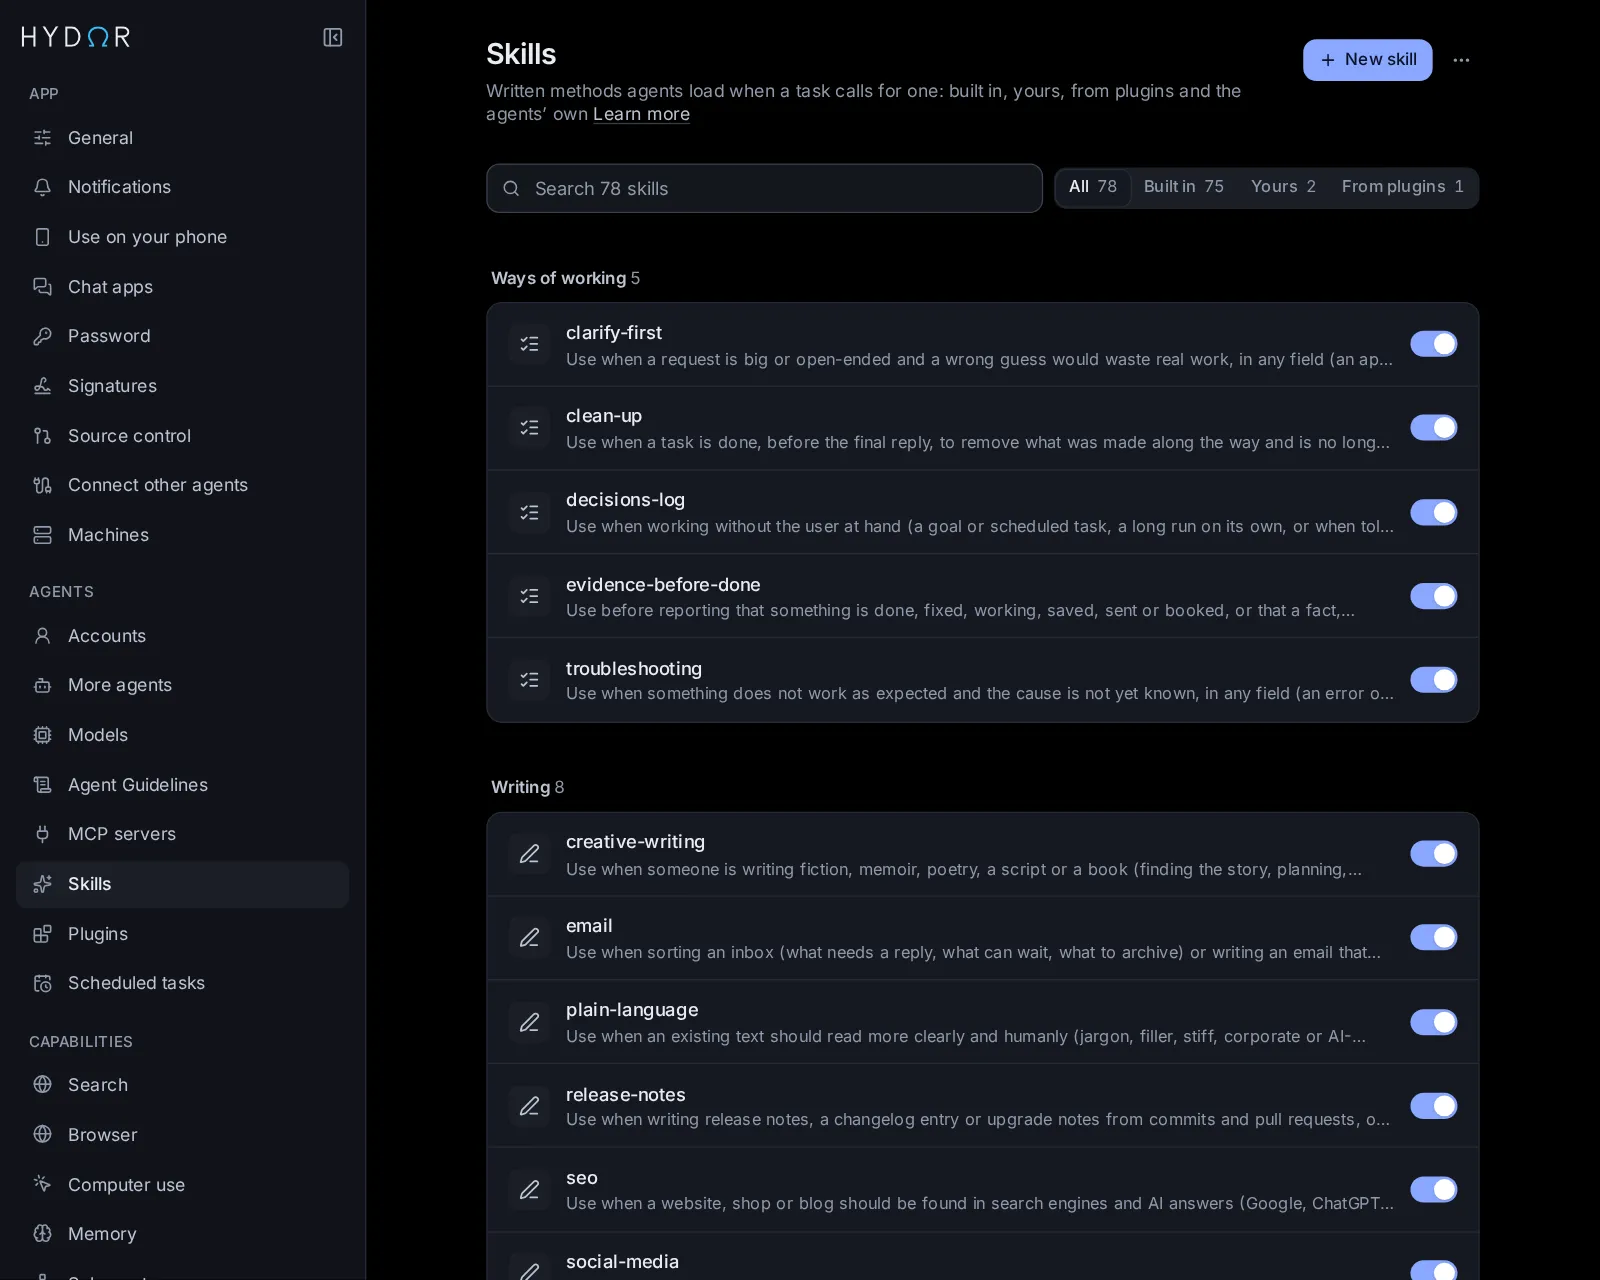 HYDΩR
APP
General
Notifications
Use on your phone
Chat apps
Password
Signatures
Source control
Connect other agents
Machines
AGENTS
Accounts
More agents
Models
Agent Guidelines
MCP servers
Skills
Plugins
Scheduled tasks
CAPABILITIES
Search
Browser
Computer use
Memory
Skills
New skill
Written methods agents load when a task calls for one: built in, yours, from plugins and the
agents’ own Learn more
Search 78 skills
All 78 Built in 75 Yours 2 From plugins 1
Ways of working 5
clarify-first
Use when a request is big or open-ended and a wrong guess would waste real work, in any field (an ap...
clean-up
Use when a task is done, before the final reply, to remove what was made along the way and is no long...
decisions-log
Use when working without the user at hand (a goal or scheduled task, a long run on its own, or when tol...
evidence-before-done
Use before reporting that something is done, fixed, working, saved, sent or booked, or that a fact,...
troubleshooting
Use when something does not work as expected and the cause is not yet known, in any field (an error o...
Writing 8
creative-writing
Use when someone is writing fiction, memoir, poetry, a script or a book (finding the story, planning,...
email
Use when sorting an inbox (what needs a reply, what can wait, what to archive) or writing an email that...
plain-language
Use when an existing text should read more clearly and humanly (jargon, filler, stiff, corporate or AI-...
release-notes
Use when writing release notes, a changelog entry or upgrade notes from commits and pull requests, o...
seo
Use when a website, shop or blog should be found in search engines and AI answers (Google, ChatGPT...
social-media